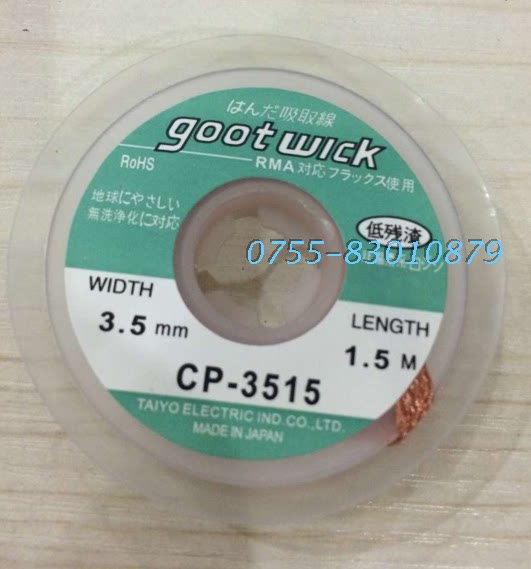 はんだ吸取線
goot wick
RoHS
RMA対応フラックス使用
地球にやさしい
無洗浄化に対応
低残渣
0755-83010879
WIDTH
3.5 mm
LENGTH
1.5 M
CP-3515
TAIYO ELECTRIC IND.CO.,LTD.
MADE IN JAPAN